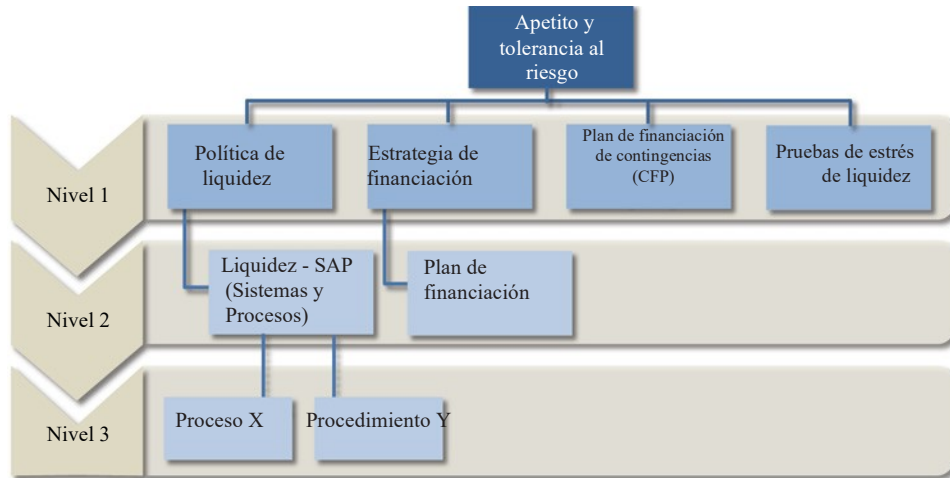 Apetito y
tolerancia al
riesgo
Nivel 1
Política de
liquidez
Estrategia de
financiación
Plan de financiación
de contingencias
(CFP)
Pruebas de estrés
de liquidez
Nivel 2
Liquidez - SAP
(Sistemas y
Procesos)
Plan de
financiación
Nivel 3
Proceso X
Procedimiento Y